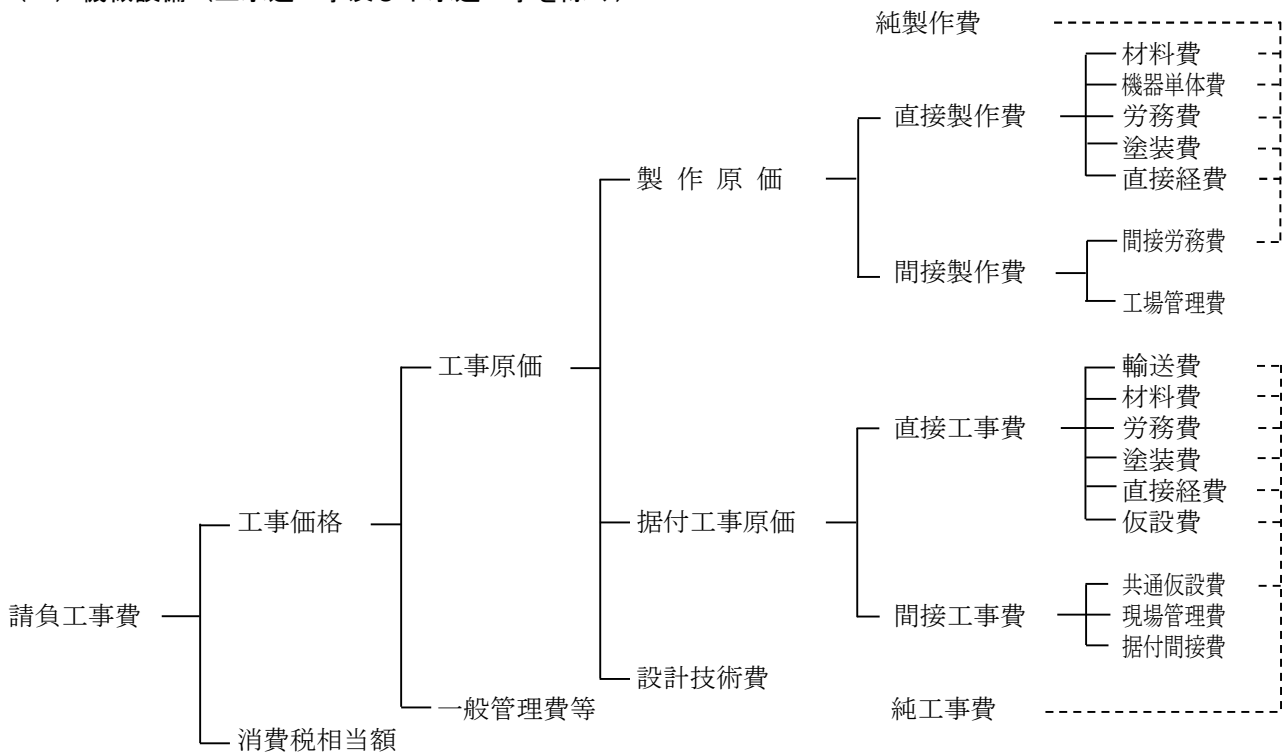 純製作費
材料費
機器単体費
直接製作費
労務費
塗装費
製作原価
直接経費
間接労務費
間接製作費
工場管理費
工事原価
輸送費
材料費
直接工事費
労務費
塗装費
直接経費
工事価格
据付工事原価
仮設費
共通仮設費
請負工事費
間接工事費
現場管理費
据付間接費
設計技術費
一般管理費等
純工事費
消費税相当額